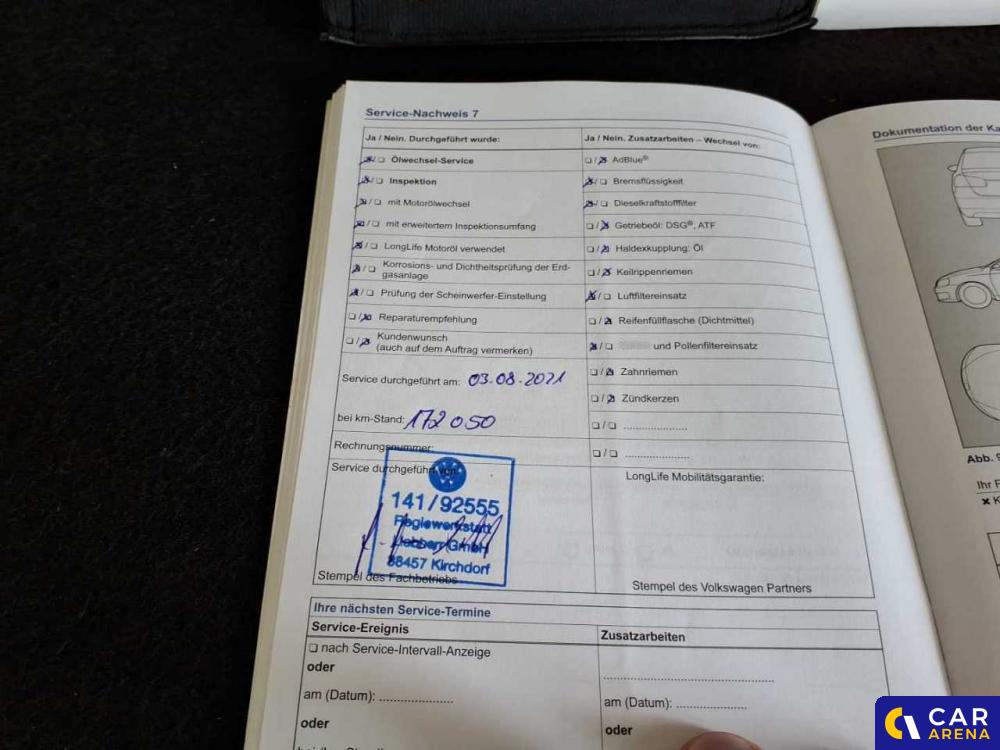 Service-Nachweis 7
Ja / Nein. Durchgeführt wurde:
Ja / Nein. Zusatzarbeiten – Wechsel von:
Ölwechsel-Service
AdBlue®
Inspektion
Bremsflüssigkeit
mit Motorölwechsel
Dieselkraftstofffilter
mit erweitertem Inspektionsumfang
Getriebeöl: DSG®, ATF
LongLife Motoröl verwendet
Haldexkupplung: Öl
Korrosions- und Dichtheitsprüfung der Erd-
gasanlage
Keilrippenriemen
Prüfung der Scheinwerfer-Einstellung
Luftfiltereinsatz
Reparaturempfehlung
Reifenfüllflasche (Dichtmittel)
Kundenwunsch
(auch auf dem Auftrag vermerken)
und Pollenfiltereinsatz
Zahnriemen
Service durchgeführt am: 03.08.2021
Zündkerzen
bei km-Stand: 172 050
Rechnungsnummer:
Service durchgeführt von:
LongLife Mobilitätsgarantie:
141/92555
GmbH
88457 Kirchdorf
Stempel des Fachbetriebs
Stempel des Volkswagen Partners
Ihre nächsten Service-Termine
Service-Ereignis
Zusatzarbeiten
nach Service-Intervall-Anzeige
oder
am (Datum): ....................
am (Datum): ....................
oder
oder
Dokumentation der
Abb.
Ihr
CAR
ARENA